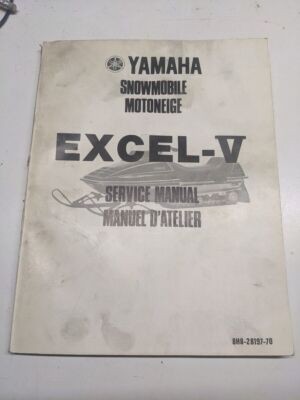 YAMAHA
SNOWMOBILE
MOTONEIGE
EXCEL-V
SERVICE MANUAL
MANUEL D'ATELIER
8H8-28197-70